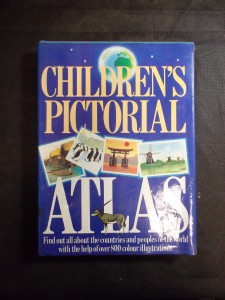 CHILDREN'S
PICTORIAL
ATLAS
Find out all about the countries and peoples of the world
with the help of over 800 colour illustrations